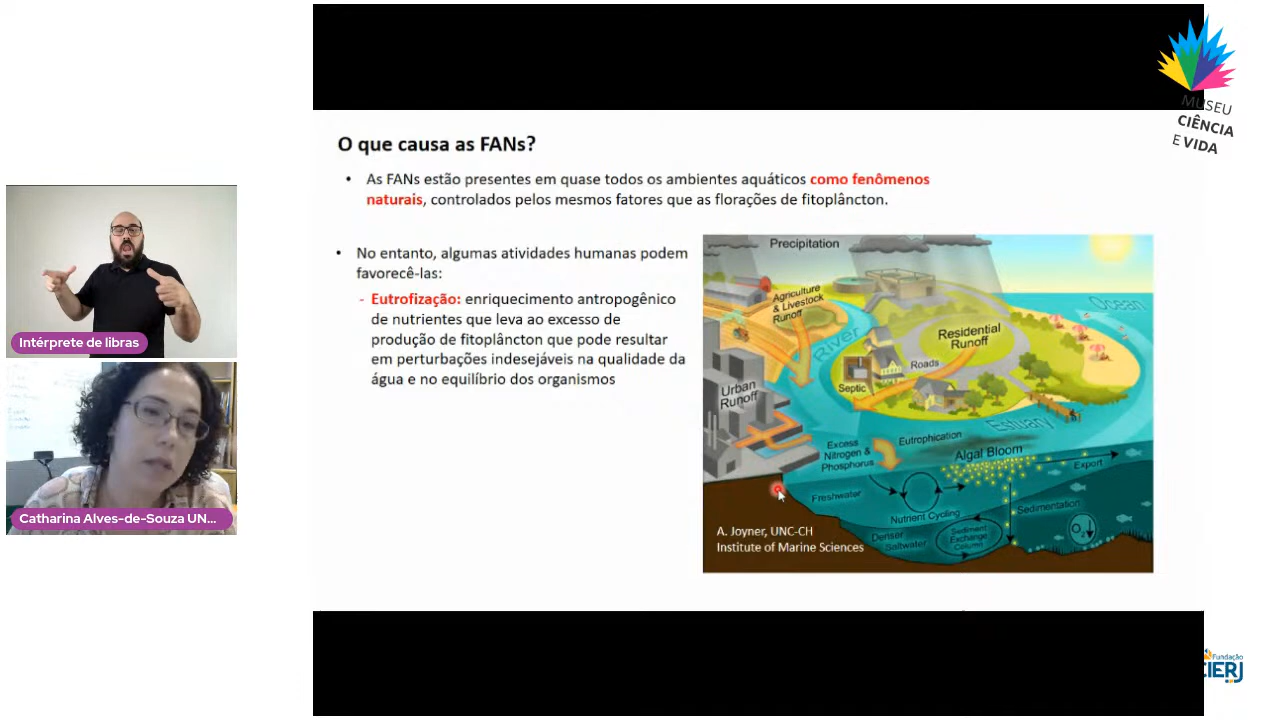 MUSEU
CIÊNCIA
E VIDA
O que causa as FANs?
• As FANs estão presentes em quase todos os ambientes aquáticos como fenômenos
naturais, controlados pelos mesmos fatores que as florações de fitoplâncton.
• No entanto, algumas atividades humanas podem
favorecê-las:
- Eutrofização: enriquecimento antropogênico
de nutrientes que leva ao excesso de
produção de fitoplâncton que pode resultar
em perturbações indesejáveis na qualidade da
água e no equilíbrio dos organismos
Precipitation
Agriculture
& Livestock
Runoff
River
Ocean
Residential
Runoff
Roads
Septic
Urban
Runoff
Estuary
Excess
Nitrogen &
Phosphorus
Eutrophication
Algal Bloom
Export
Freshwater
Nutrient Cycling
Sedimentation
Denser
Saltwater
Sediment
Exchange
Column
O₂
A. Joyner, UNC-CH
Institute of Marine Sciences
Intérprete de libras
Catharina Alves-de-Souza UN...
Fundação
CIERJ